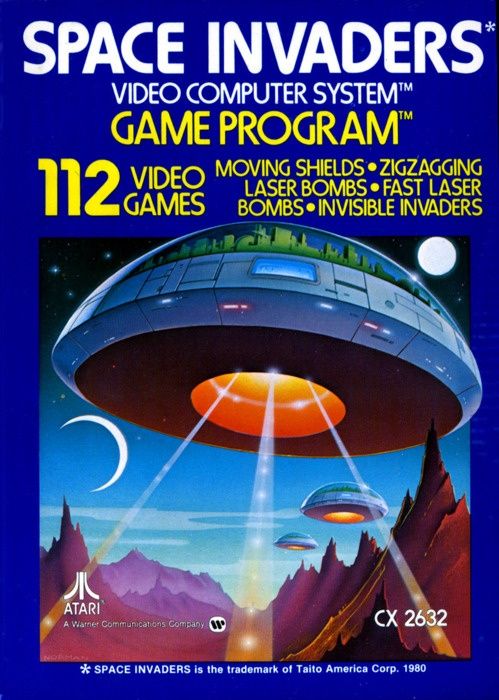 SPACE INVADERS*
VIDEO COMPUTER SYSTEM™
GAME PROGRAM™
112 VIDEO GAMES
MOVING SHIELDS • ZIGZAGGING
LASER BOMBS • FAST LASER
BOMBS • INVISIBLE INVADERS
ATARI®
A Warner Communications Company
CX 2632
NORMAN
* SPACE INVADERS is the trademark of Taito America Corp. 1980